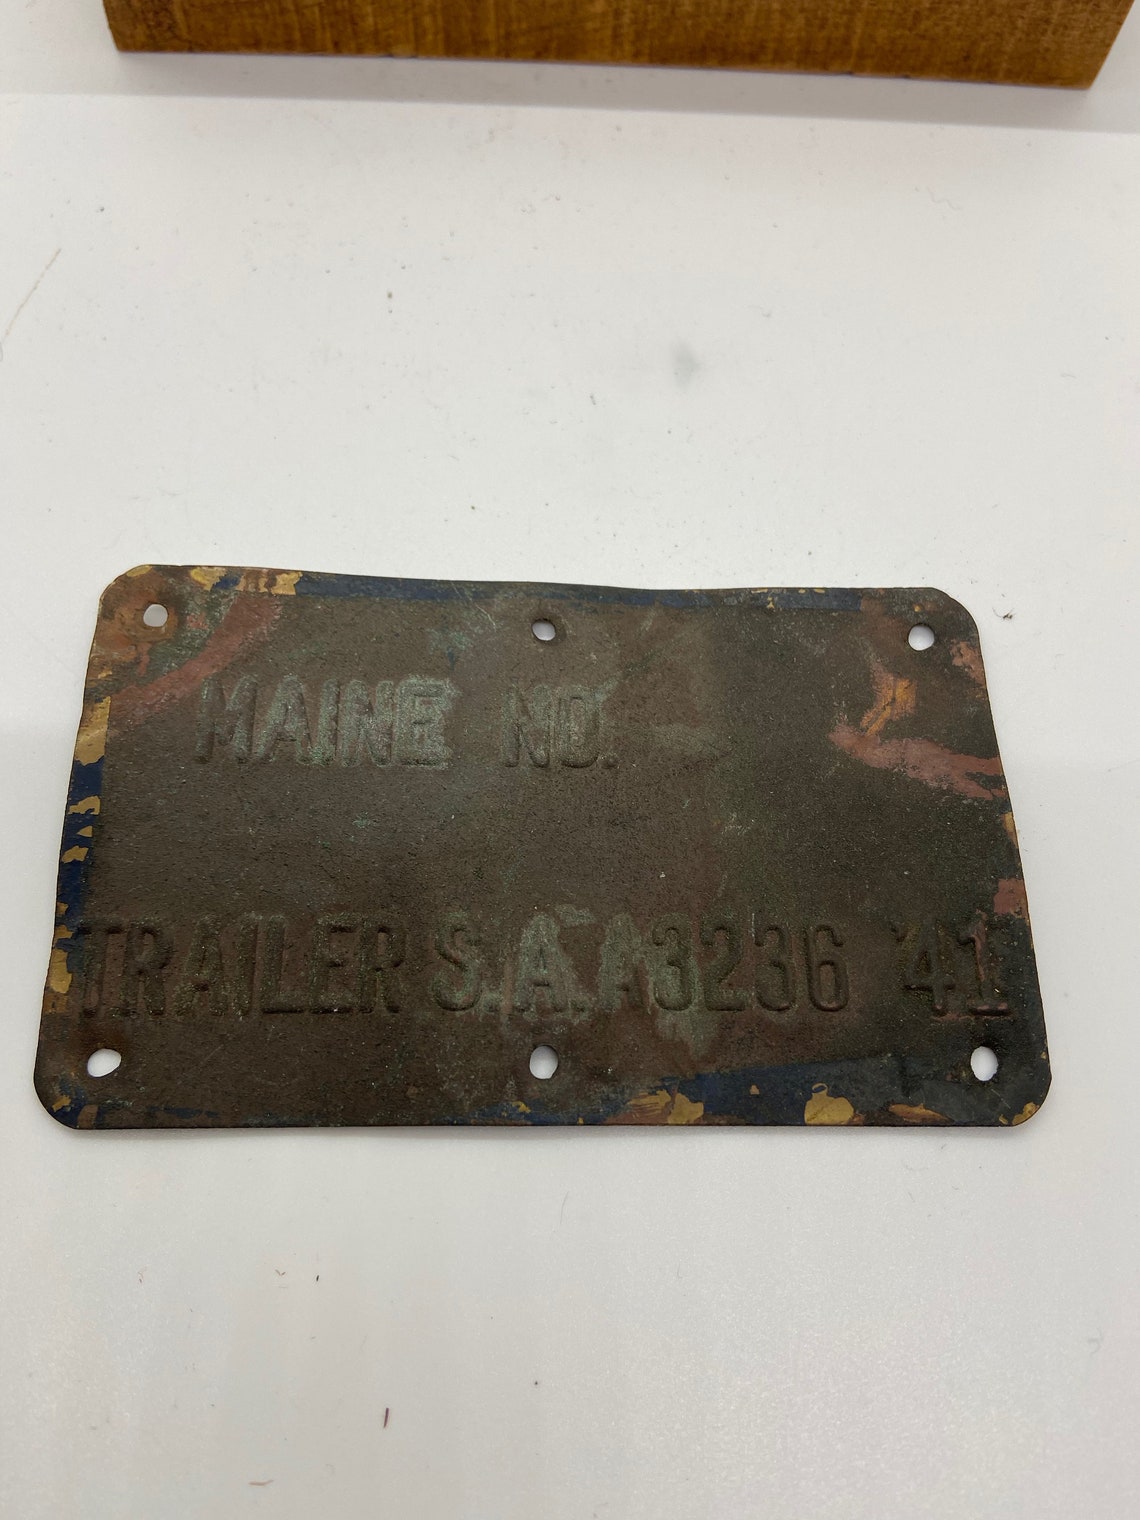 MAINE NO.
TRAILER S.A. A3236 '41